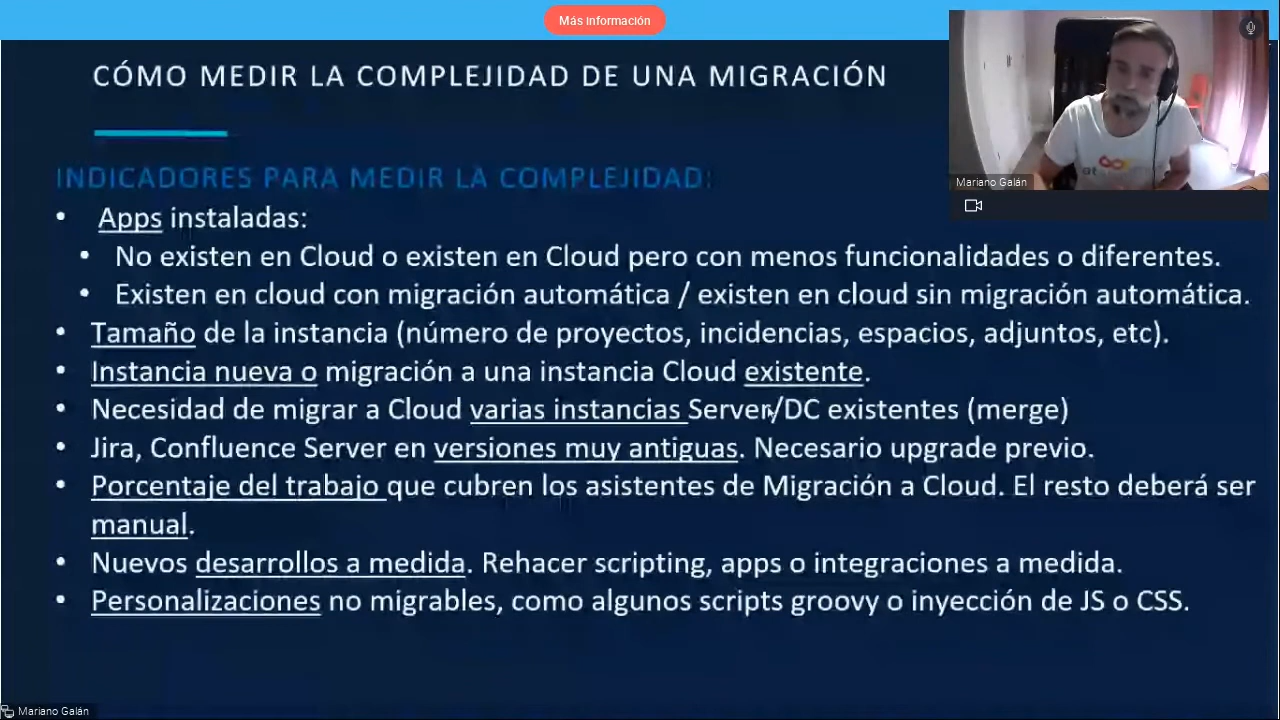 Más información
CÓMO MEDIR LA COMPLEJIDAD DE UNA MIGRACIÓN
INDICADORES PARA MEDIR LA COMPLEJIDAD:
• Apps instaladas:
• No existen en Cloud o existen en Cloud pero con menos funcionalidades o diferentes.
• Existen en cloud con migración automática / existen en cloud sin migración automática.
• Tamaño de la instancia (número de proyectos, incidencias, espacios, adjuntos, etc).
• Instancia nueva o migración a una instancia Cloud existente.
• Necesidad de migrar a Cloud varias instancias Server/DC existentes (merge)
• Jira, Confluence Server en versiones muy antiguas. Necesario upgrade previo.
• Porcentaje del trabajo que cubren los asistentes de Migración a Cloud. El resto deberá ser
manual.
• Nuevos desarrollos a medida. Rehacer scripting, apps o integraciones a medida.
• Personalizaciones no migrables, como algunos scripts groovy o inyección de JS o CSS.
Mariano Galán
Mariano Galán